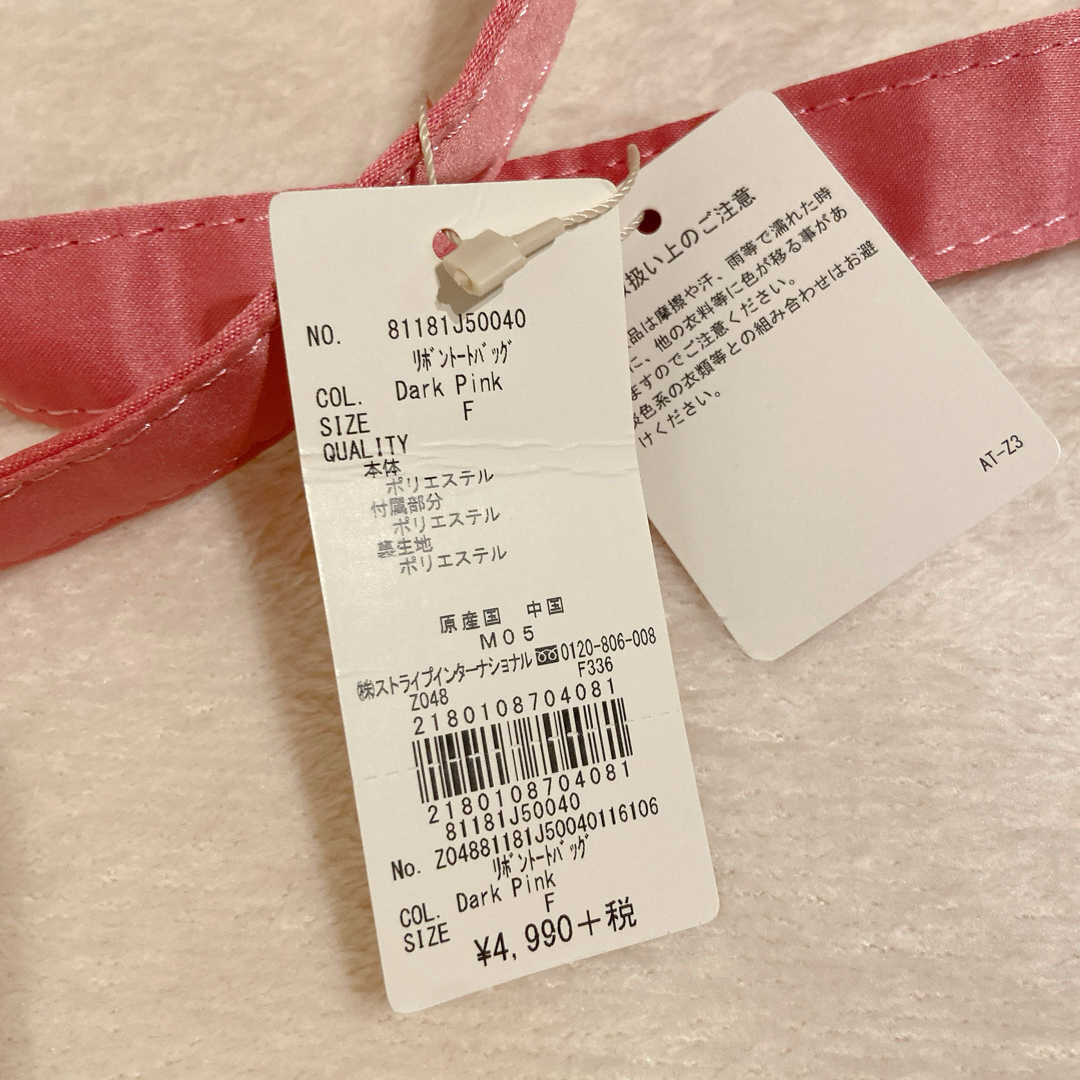 NO. 81181J50040
ﾘﾎﾞﾝﾄｰﾄﾊﾞｯｸﾞ
COL. Dark Pink
SIZE F
QUALITY
本体
ポリエステル
付属部分
ポリエステル
裏生地
ポリエステル
原産国 中国
M05
㈱ストライプインターナショナル 0120-806-008
Z048 F336
2180108704081
2180108704081
81181J50040
No. Z04881181J50040116106
ﾘﾎﾞﾝﾄｰﾄﾊﾞｯｸﾞ
COL. Dark Pink
SIZE F
¥4,990+税
扱い上のご注意
品は摩擦や汗、雨等で濡れた時
に、他の衣料等に色が移る事があ
ますのでご注意ください。
色系の衣類等との組み合わせはお避
けください。
AT-Z3